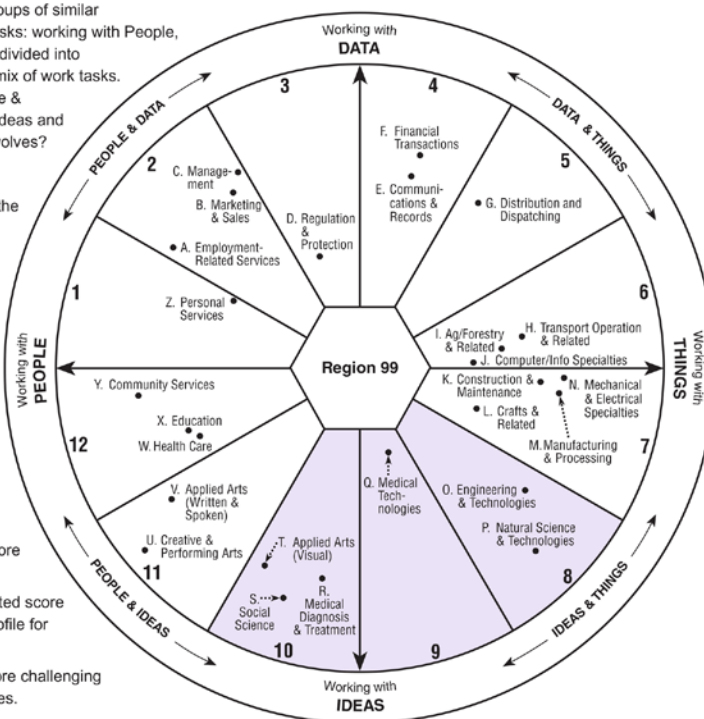 oups of similar
sks: working with People,
divided into
mix of work tasks.
e &
deas and
volves?
the
ore
ted score
ofile for
ore challenging
es.
Working with
DATA
PEOPLE & DATA
DATA & THINGS
3
4
2
5
1
6
12
7
11
8
10
9
F. Financial
Transactions
E. Communi-
cations &
Records
C. Manage-
ment
B. Marketing
& Sales
D. Regulation
&
Protection
G. Distribution and
Dispatching
A. Employment-
Related Services
Z. Personal
Services
Region 99
I. Ag/Forestry
& Related
H. Transport Operation
& Related
J. Computer/Info Specialties
Working with
PEOPLE
Working with
THINGS
Y. Community Services
X. Education
W. Health Care
K. Construction &
Maintenance
L. Crafts &
Related
N. Mechanical
& Electrical
Specialties
M. Manufacturing
& Processing
V. Applied Arts
(Written &
Spoken)
U. Creative &
Performing Arts
Q. Medical
Tech-
nologies
O. Engineering
& Technologies
P. Natural Science
& Technologies
T. Applied Arts
(Visual)
S.
Social
Science
R.
Medical
Diagnosis
& Treatment
PEOPLE & IDEAS
IDEAS & THINGS
Working with
IDEAS